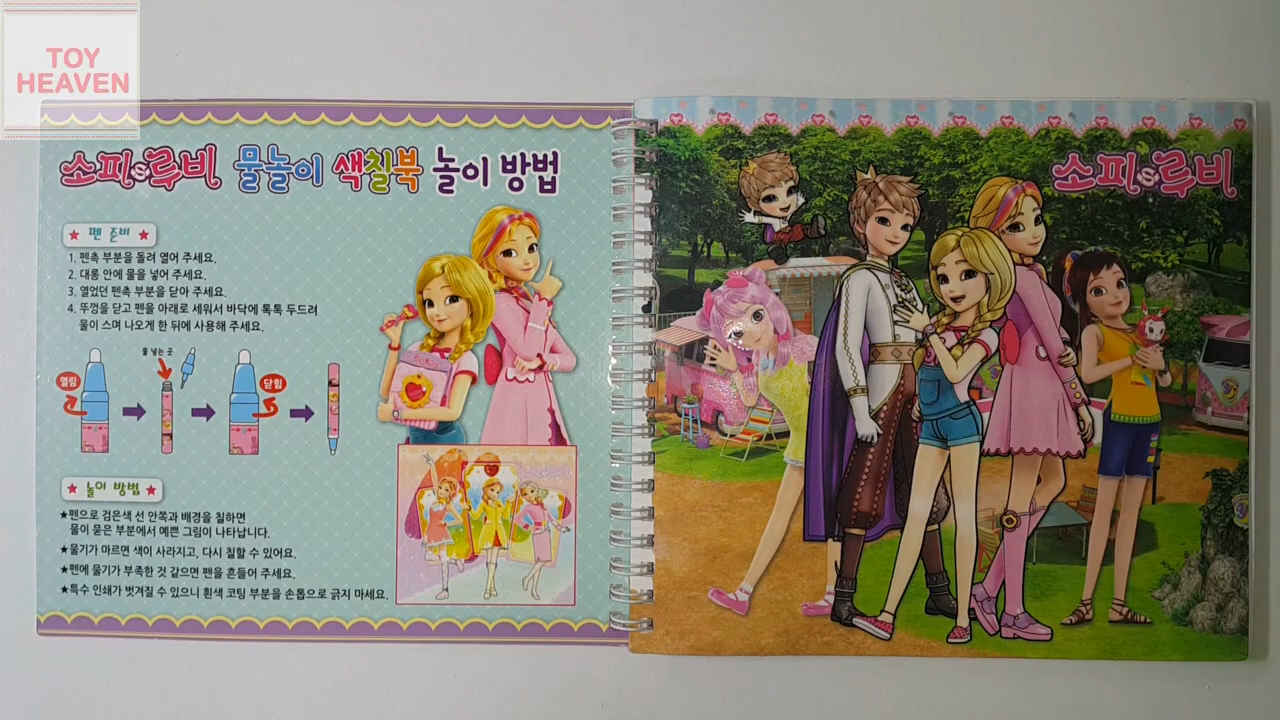 TOY
HEAVEN
소피&루비 물놀이 색칠북 놀이 방법
펜 준비
1. 펜촉 부분을 돌려 열어 주세요.
2. 대롱 안에 물을 넣어 주세요.
3. 열었던 펜촉 부분을 닫아 주세요.
4. 뚜껑을 닫고 펜을 아래로 세워서 바닥에 톡톡 두드려
물이 스며 나오게 한 뒤에 사용해 주세요.
물 넣는 곳
열림
닫힘
놀이 방법
★펜으로 검은색 선 안쪽과 배경을 칠하면
물이 묻은 부분에서 예쁜 그림이 나타납니다.
★물기가 마르면 색이 사라지고, 다시 칠할 수 있어요.
★펜에 물기가 부족한 것 같으면 펜을 흔들어 주세요.
★특수 인쇄가 벗겨질 수 있으니 흰색 코팅 부분을 손톱으로 긁지 마세요.
소피&루비